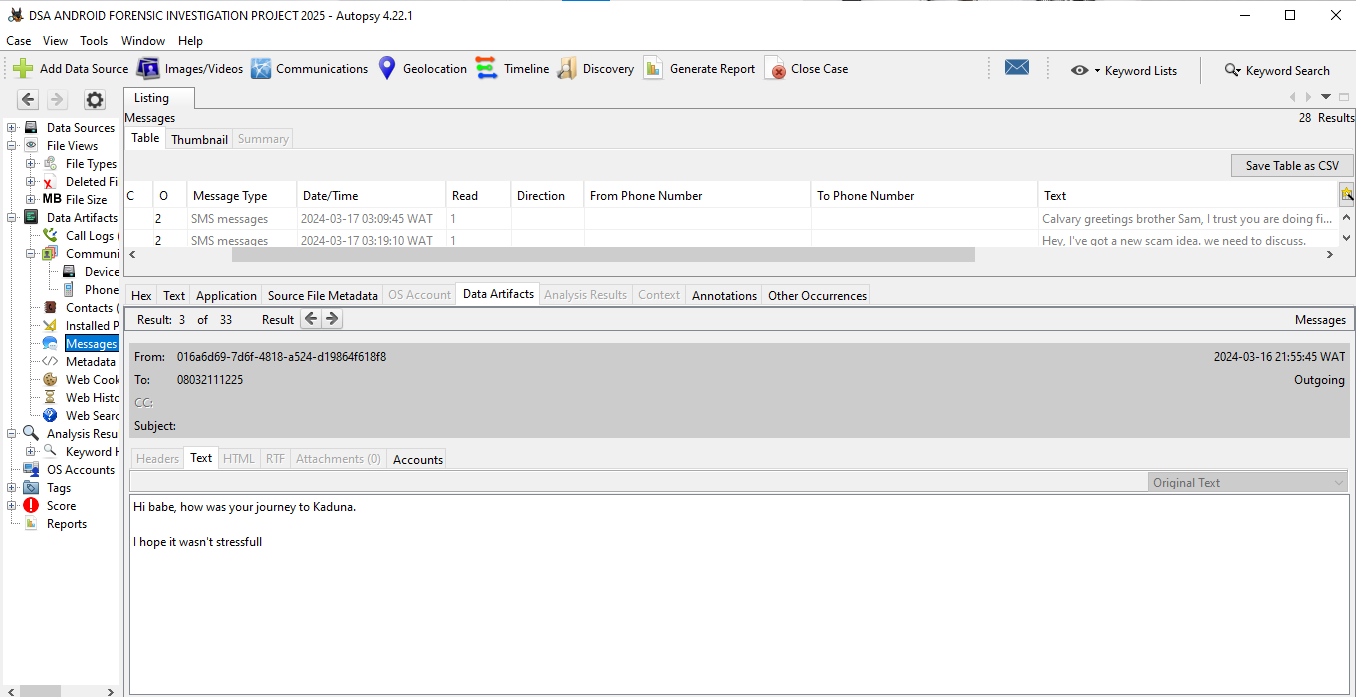 DSA ANDROID FORENSIC INVESTIGATION PROJECT 2025 - Autopsy 4.22.1
Case View Tools Window Help
Add Data Source Images/Videos Communications Geolocation Timeline Discovery Generate Report Close Case Keyword Lists Keyword Search
Listing
Messages 28 Results
Table Thumbnail Summary
Save Table as CSV
C O Message Type Date/Time Read Direction From Phone Number To Phone Number Text
2 SMS messages 2024-03-17 03:09:45 WAT 1 Calvary greetings brother Sam, I trust you are doing fi...
2 SMS messages 2024-03-17 03:19:10 WAT 1 Hey, I've got a new scam idea. we need to discuss.
Data Sources
File Views
File Types
Deleted Fi
MB File Size
Data Artifacts
Call Logs (
Communi
Device
Phone
Contacts (
Installed P
Messages
Metadata
Web Cook
Web Histo
Web Searc
Analysis Resu
Keyword H
OS Accounts
Tags
Score
Reports
Hex Text Application Source File Metadata OS Account Data Artifacts Analysis Results Context Annotations Other Occurrences
Result: 3 of 33 Result Messages
From: 016a6d69-7d6f-4818-a524-d19864f618f8 2024-03-16 21:55:45 WAT
To: 08032111225 Outgoing
CC:
Subject:
Headers Text HTML RTF Attachments (0) Accounts
Original Text
Hi babe, how was your journey to Kaduna.
I hope it wasn't stressfull